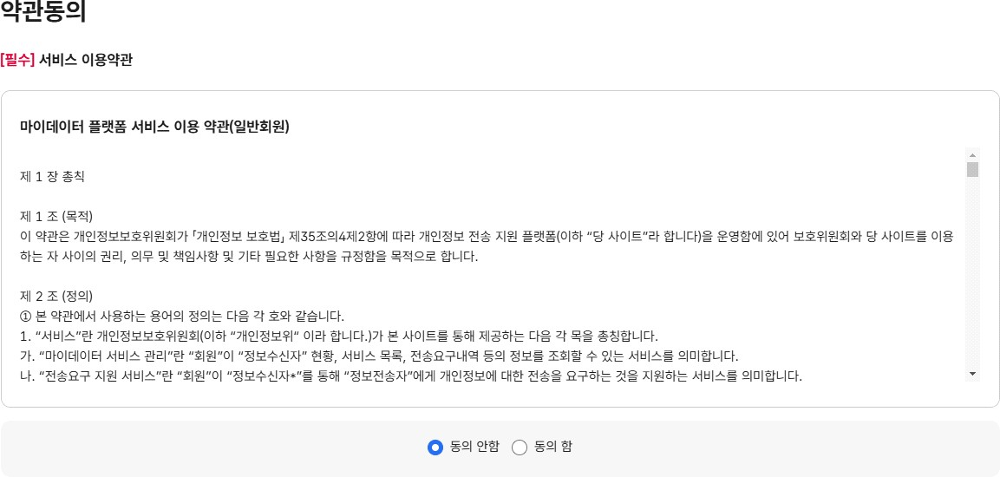 약관동의
[필수] 서비스 이용약관
마이데이터 플랫폼 서비스 이용 약관(일반회원)
제 1 장 총칙
제 1 조 (목적)
이 약관은 개인정보보호위원회가 「개인정보 보호법」 제35조의4제2항에 따라 개인정보 전송 지원 플랫폼(이하 “당 사이트”라 합니다)을 운영함에 있어 보호위원회와 당 사이트를 이용
하는 자 사이의 권리, 의무 및 책임사항 및 기타 필요한 사항을 규정함을 목적으로 합니다.
제 2 조 (정의)
① 본 약관에서 사용하는 용어의 정의는 다음 각 호와 같습니다.
1. “서비스”란 개인정보보호위원회(이하 “개인정보위“ 이라 합니다.)가 본 사이트를 통해 제공하는 다음 각 목을 총칭합니다.
가. “마이데이터 서비스 관리”란 “회원”이 “정보수신자” 현황, 서비스 목록, 전송요구내역 등의 정보를 조회할 수 있는 서비스를 의미합니다.
나. “전송요구 지원 서비스”란 “회원”이 “정보수신자*”를 통해 “정보전송자”에게 개인정보에 대한 전송을 요구하는 것을 지원하는 서비스를 의미합니다.
동의 안함 동의 함